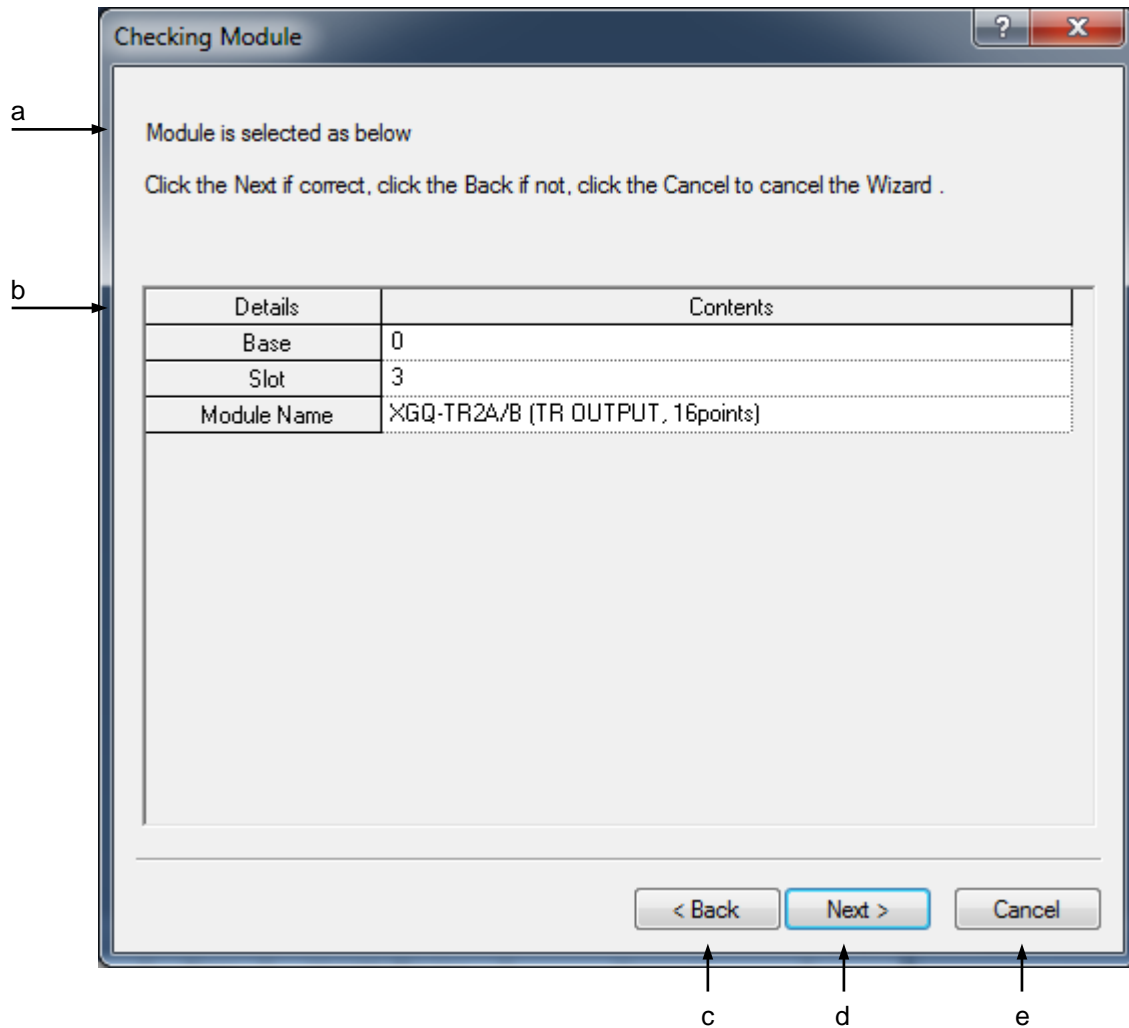 Checking Module
?
X
a
Module is selected as below
Click the Next if correct, click the Back if not, click the Cancel to cancel the Wizard .
b
Details Contents
Base 0
Slot 3
Module Name XGQ-TR2A/B (TR OUTPUT, 16points)
< Back Next > Cancel
c d e